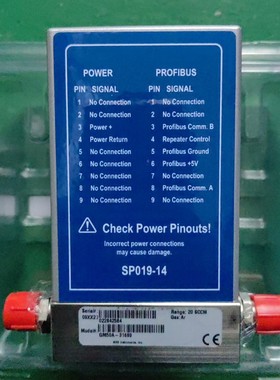 POWER PROFIBUS
PIN SIGNAL PIN SIGNAL
1 No Connection 1 No Connection
2 No Connection 2 No Connection
3 Power + 3 Profibus Comm. B
4 Power Return 4 Repeater Control
5 No Connection 5 Profibus Ground
6 No Connection 6 Profibus +5V
7 No Connection 7 No Connection
8 No Connection 8 Profibus Comm. A
9 No Connection 9 No Connection
Check Power Pinouts!
Incorrect power connections
may cause damage.
SP019-14
Serial# Range: 20 SCCM
022842564 Gas Ar
Model#